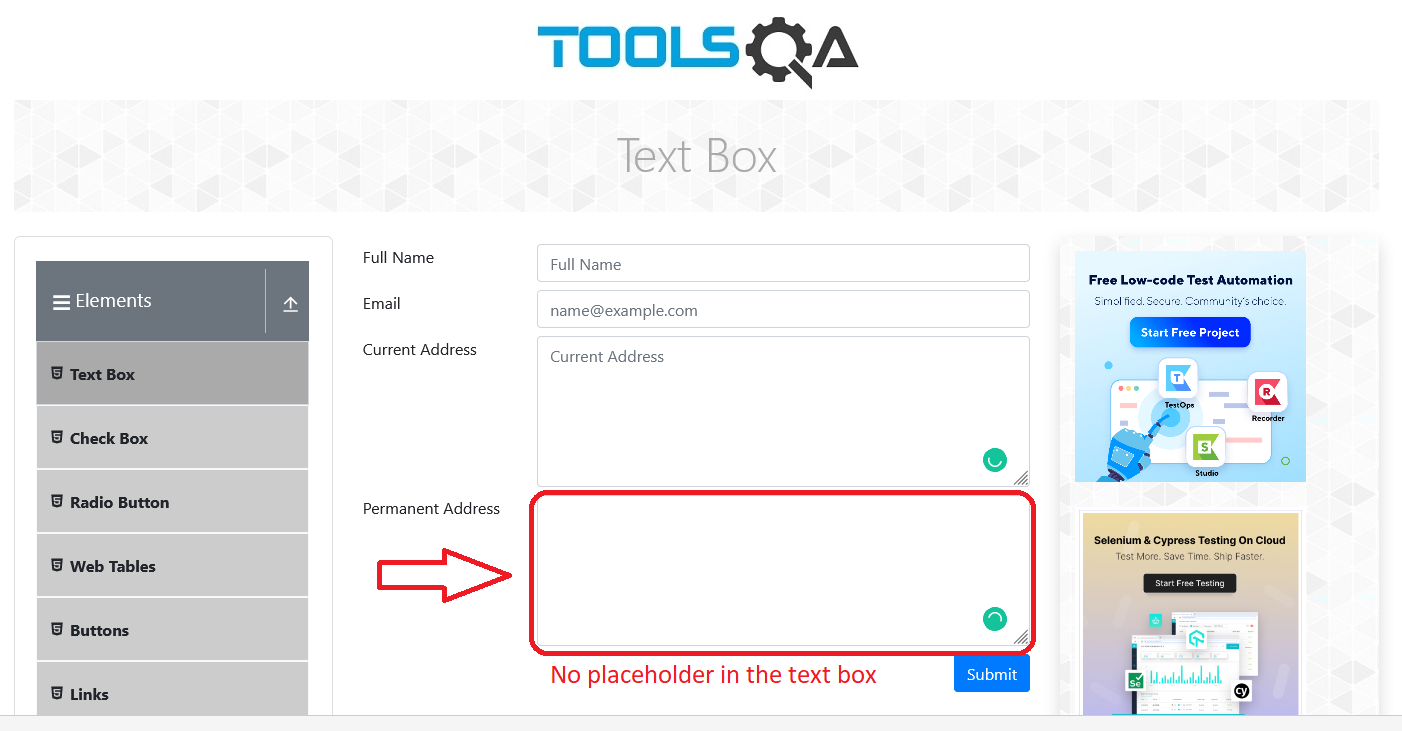 TOOLSQA
Text Box
Elements
Text Box
Check Box
Radio Button
Web Tables
Buttons
Links
Full Name
Full Name
Email
name@example.com
Current Address
Current Address
Permanent Address
No placeholder in the text box
Submit
Free Low-code Test Automation
Simplified. Secure. Community's choice.
Start Free Project
T
TestOps
R
Recorder
S
Studio
Selenium & Cypress Testing On Cloud
Test More. Save Time. Ship Faster.
Start Free Testing
Se
cy